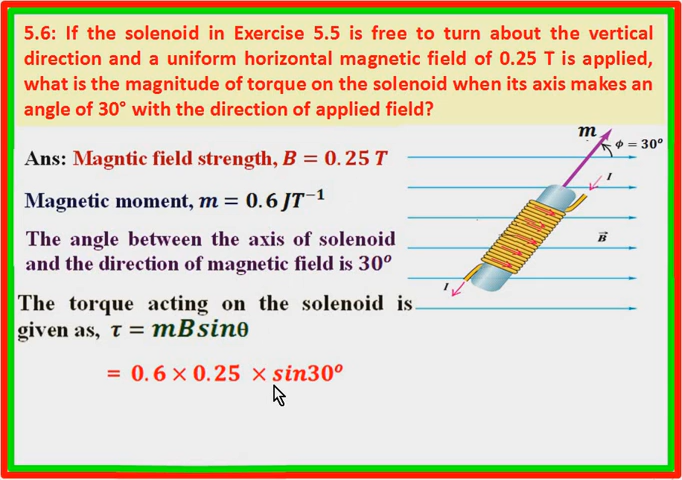 5.6: If the solenoid in Exercise 5.5 is free to turn about the vertical
direction and a uniform horizontal magnetic field of 0.25 T is applied,
what is the magnitude of torque on the solenoid when its axis makes an
angle of 30° with the direction of applied field?
Ans: Magntic field strength, B = 0.25 T
Magnetic moment, m = 0.6 JT⁻¹
The angle between the axis of solenoid
and the direction of magnetic field is 30⁰
The torque acting on the solenoid is
given as, τ = mBsinθ
= 0.6 × 0.25 × sin30⁰
m
ϕ = 30⁰
I
B⃗
I